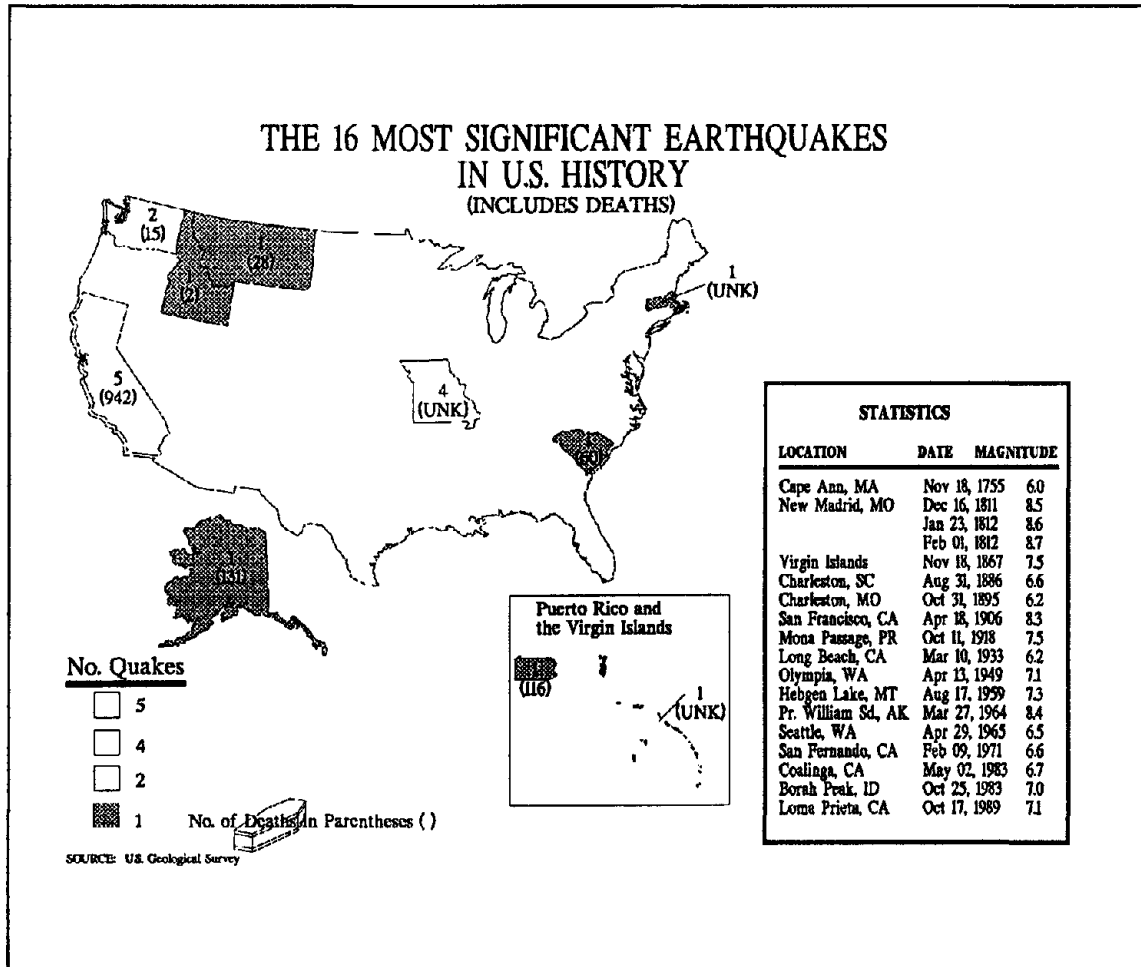 THE 16 MOST SIGNIFICANT EARTHQUAKES
IN U.S. HISTORY
(INCLUDES DEATHS)
2
(15)
1
(28)
1
(2)
1
(UNK)
5
(942)
4
(UNK)
1
(60)
1
(131)
Puerto Rico and
the Virgin Islands
1
(116)
1
(UNK)
No. Quakes
5
4
2
1
No. of Deaths in Parentheses ( )
SOURCE: U.S. Geological Survey
STATISTICS
LOCATION DATE MAGNITUDE
Cape Ann, MA Nov 18, 1755 6.0
New Madrid, MO Dec 16, 1811 8.5
Jan 23, 1812 8.6
Feb 01, 1812 8.7
Virgin Islands Nov 18, 1867 7.5
Charleston, SC Aug 31, 1886 6.6
Charleston, MO Oct 31, 1895 6.2
San Francisco, CA Apr 18, 1906 8.3
Mona Passage, PR Oct 11, 1918 7.5
Long Beach, CA Mar 10, 1933 6.2
Olympia, WA Apr 13, 1949 7.1
Hebgen Lake, MT Aug 17, 1959 7.3
Pr. William Sd., AK Mar 27, 1964 8.4
Seattle, WA Apr 29, 1965 6.5
San Fernando, CA Feb 09, 1971 6.6
Coalinga, CA May 02, 1983 6.7
Borah Peak, ID Oct 25, 1983 7.0
Loma Prieta, CA Oct 17, 1989 7.1